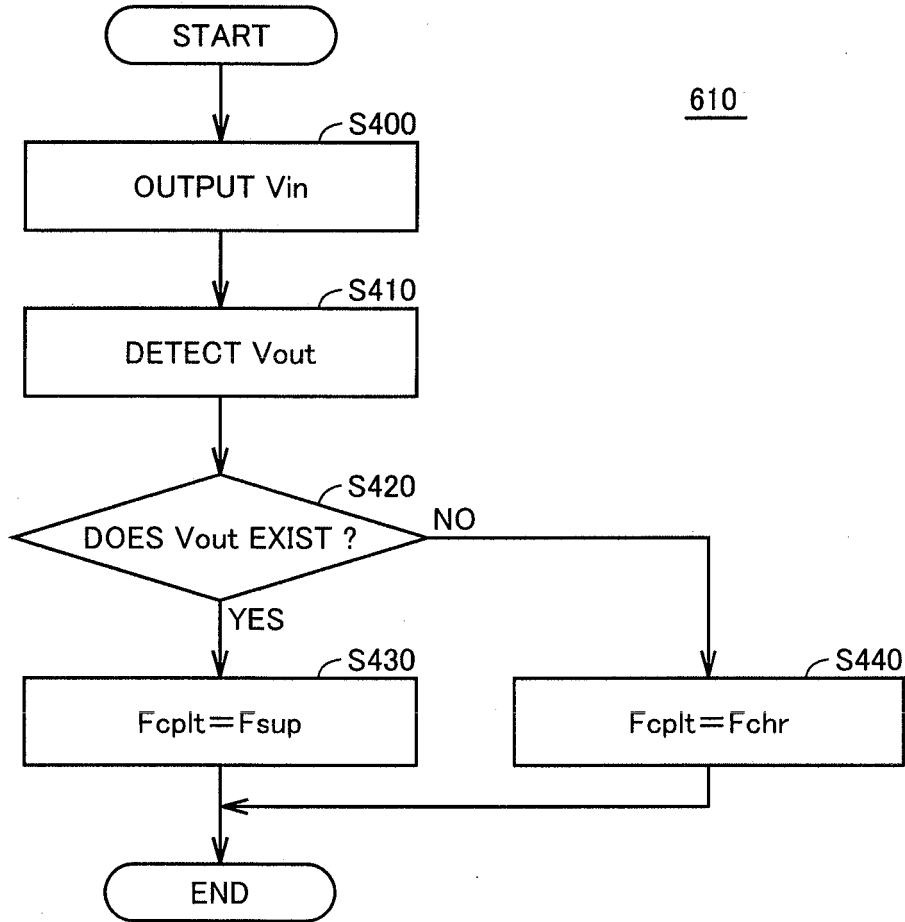 START
610
S400
OUTPUT Vin
S410
DETECT Vout
S420
DOES Vout EXIST ?
NO
YES
S430
Fcplt=Fsup
S440
Fcplt=Fchr
END